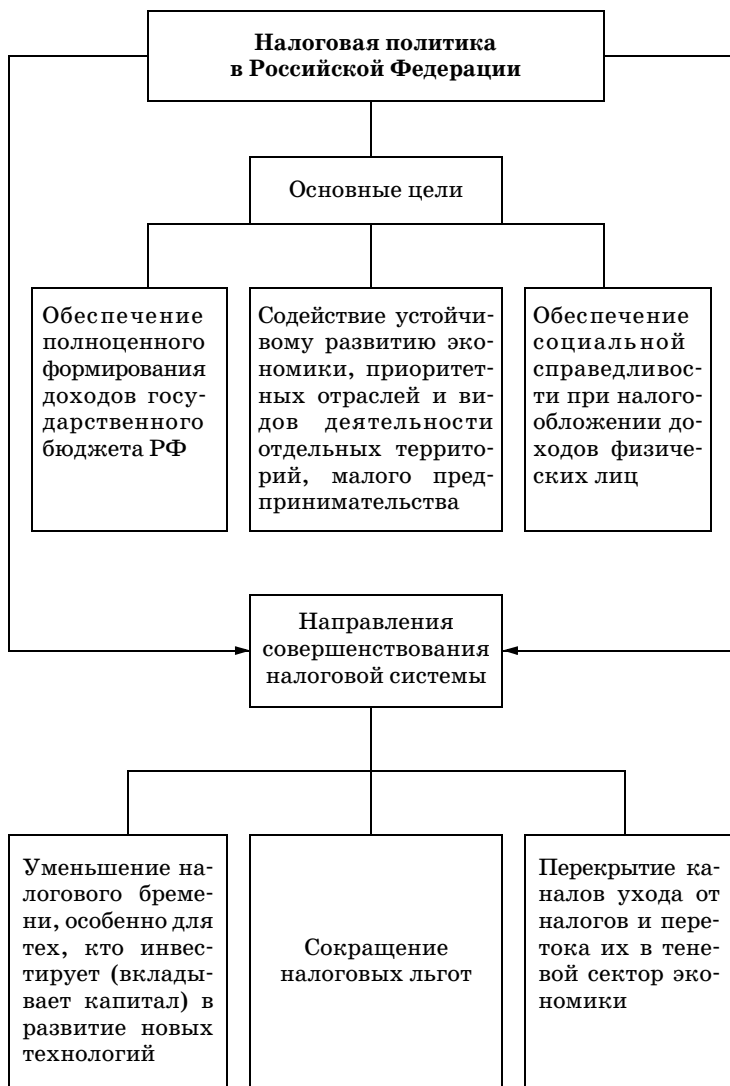 Налоговая политика
в Российской Федерации
Основные цели
Обеспечение
полноценного
формирования
доходов госу-
дарственного
бюджета РФ
Содействие устойчи-
вому развитию эко-
номики, приоритет-
ных отраслей и ви-
дов деятельности
отдельных террито-
рий, малого пред-
принимательства
Обеспечение
социальной
справедливос-
ти при налого-
обложении до-
ходов физиче-
ских лиц
Направления
совершенствования
налоговой системы
Уменьшение на-
логового бреме-
ни, особенно для
тех, кто инвес-
тирует (вклады-
вает капитал) в
развитие новых
технологий
Сокращение
налоговых льгот
Перекрытие ка-
налов ухода от
налогов и пере-
тока их в тене-
вой сектор эко-
номики